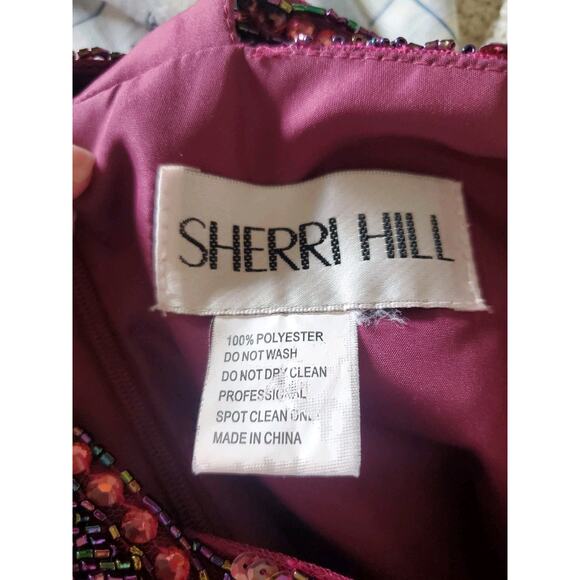 SHERRI HILL
100% POLYESTER
DO NOT WASH
DO NOT DRY CLEAN
PROFESSIONAL
SPOT CLEAN ONLY
MADE IN CHINA